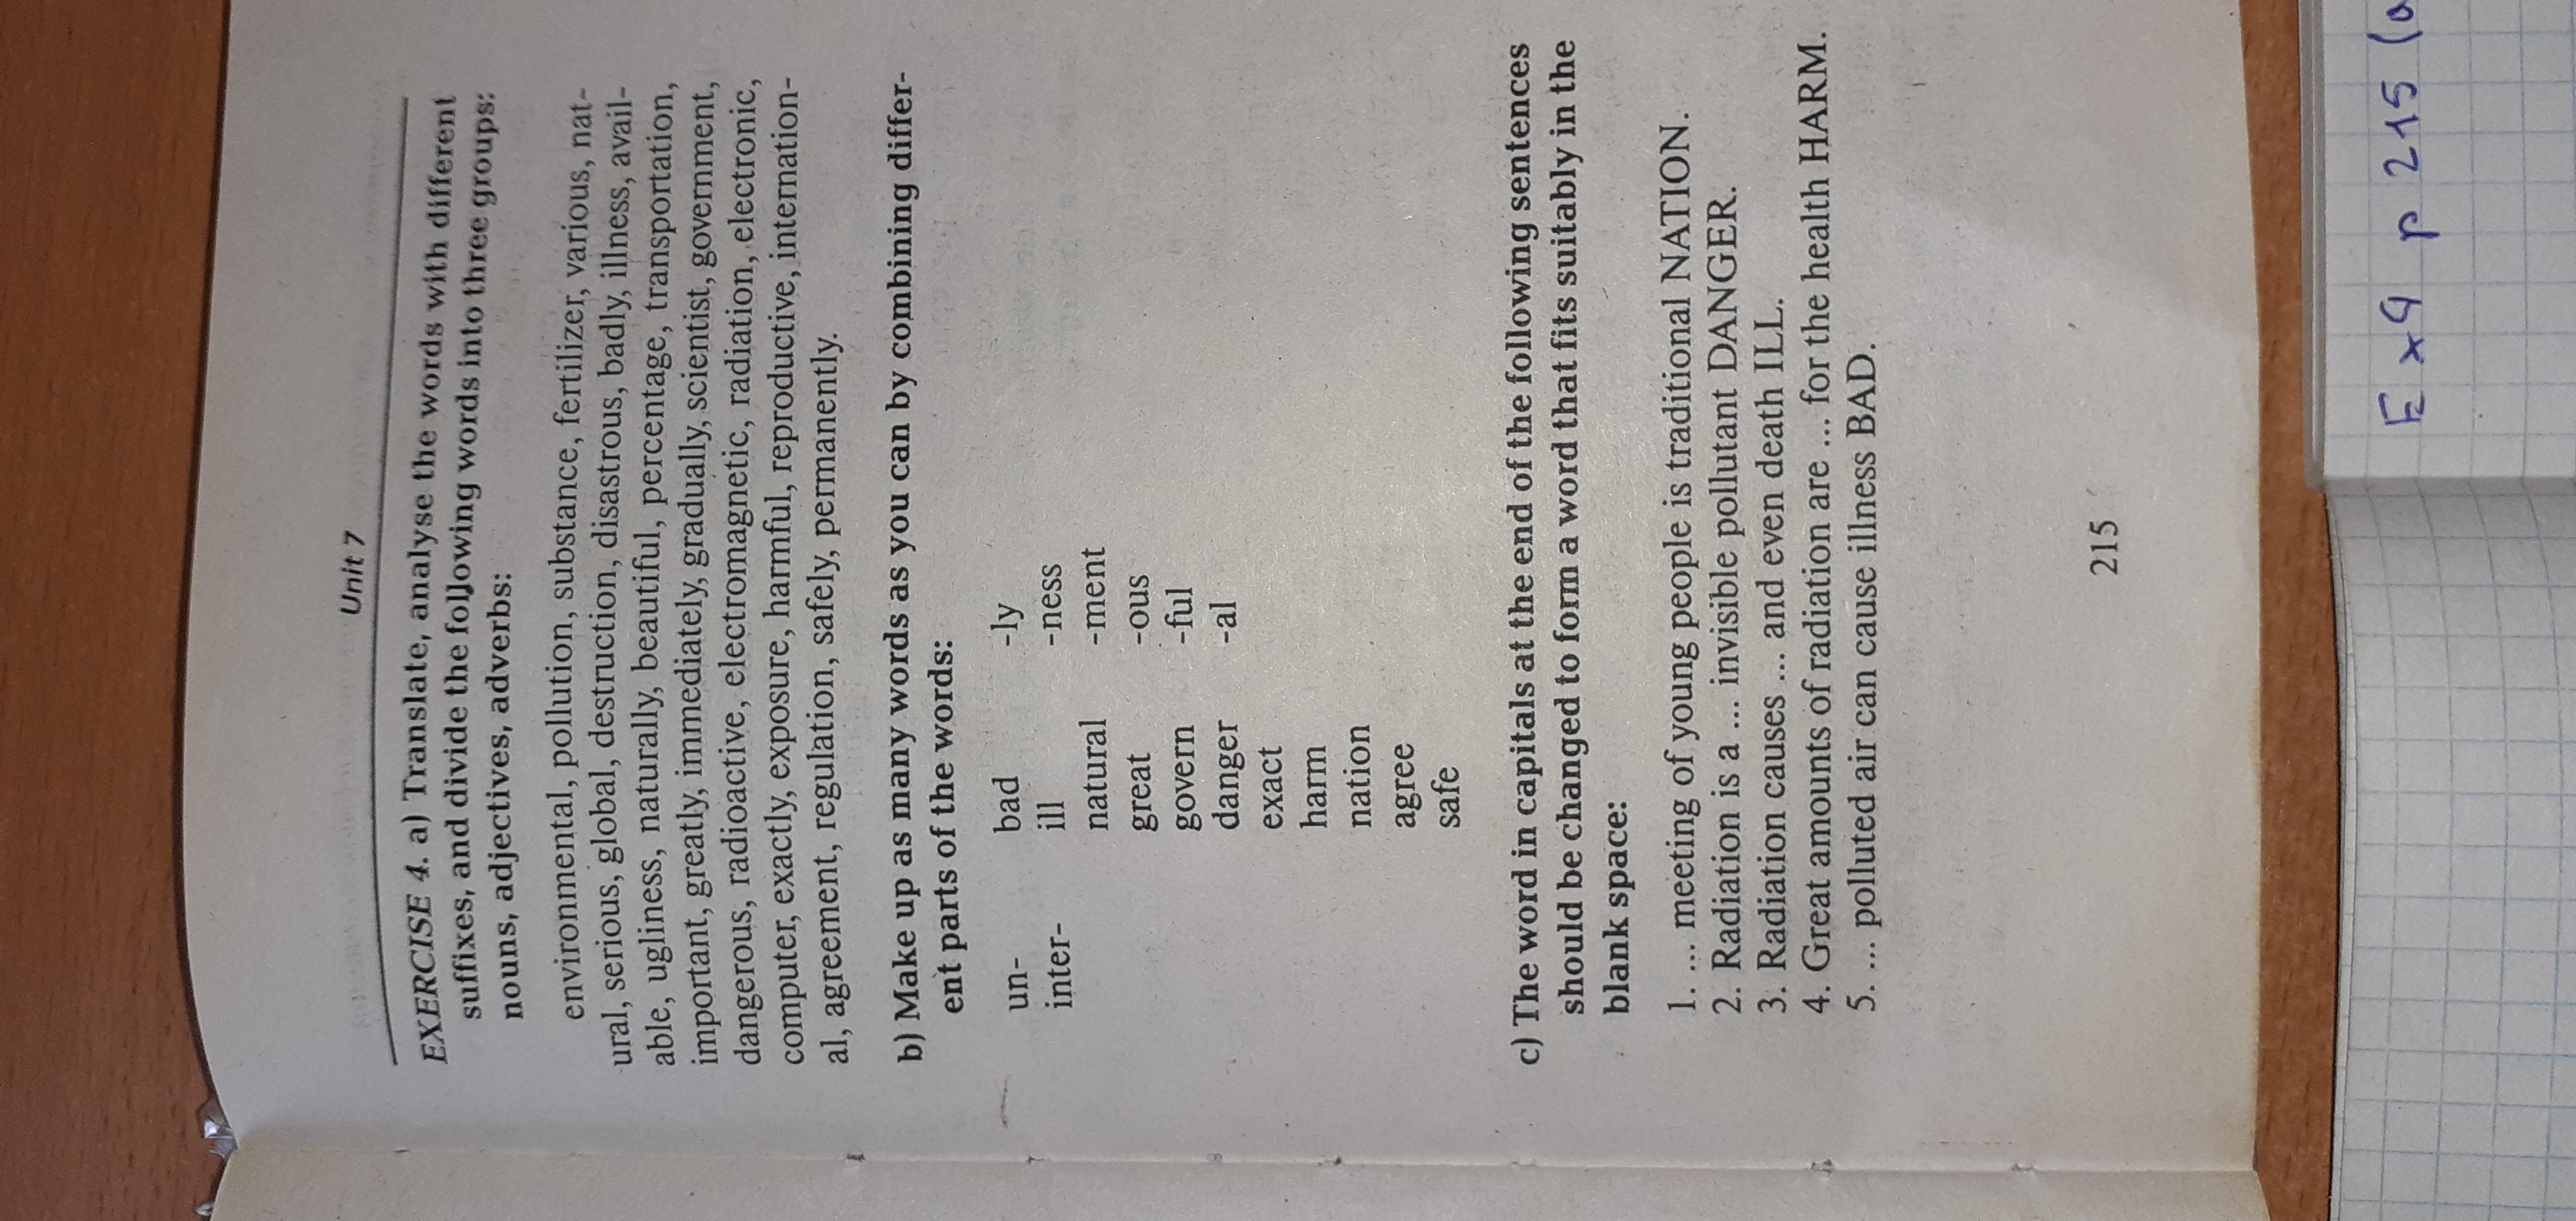 Unit 7
EXERCISE 4. a) Translate, analyse the words with different
suffixes, and divide the following words into three groups:
nouns, adjectives, adverbs:
environmental, pollution, substance, fertilizer, various, nat-
ural, serious, global, destruction, disastrous, badly, illness, avail-
able, ugliness, naturally, beautiful, percentage, transportation,
important, greatly, immediately, gradually, scientist, government,
dangerous, radioactive, electromagnetic, radiation, electronic,
computer, exactly, exposure, harmful, reproductive, internation-
al, agreement, regulation, safely, permanently.
b) Make up as many words as you can by combining differ-
ent parts of the words:
un- bad -ly
inter- ill -ness
natural -ment
great -ous
govern -ful
danger -al
exact
harm
nation
agree
safe
c) The word in capitals at the end of the following sentences
should be changed to form a word that fits suitably in the
blank space:
1. ... meeting of young people is traditional NATION.
2. Radiation is a ... invisible pollutant DANGER.
3. Radiation causes ... and even death ILL.
4. Great amounts of radiation are ... for the health HARM.
5. ... polluted air can cause illness BAD.
215
Ex4 p 215 (a